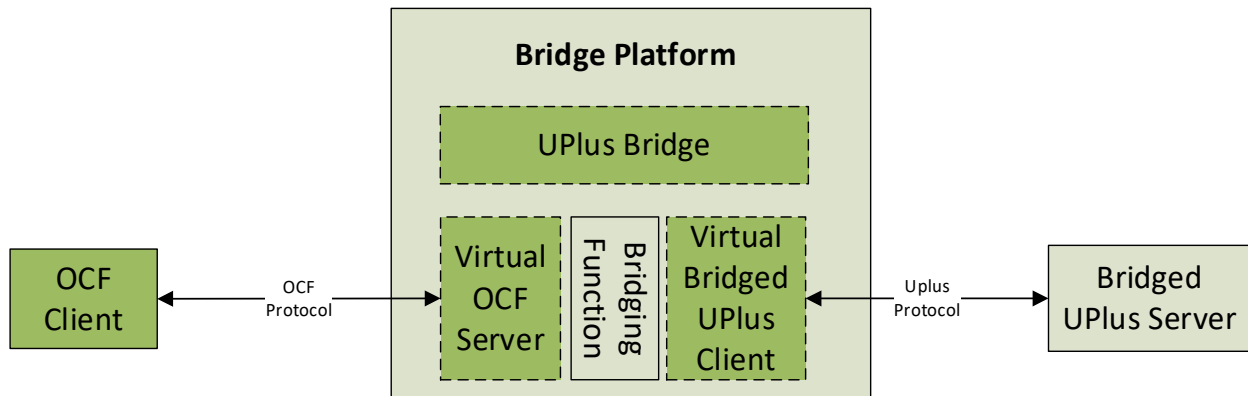 Bridge Platform
UPlus Bridge
OCF
Client
OCF
Protocol
Virtual
OCF
Server
Bridging
Function
Virtual
Bridged
UPlus
Client
Uplus
Protocol
Bridged
UPlus Server